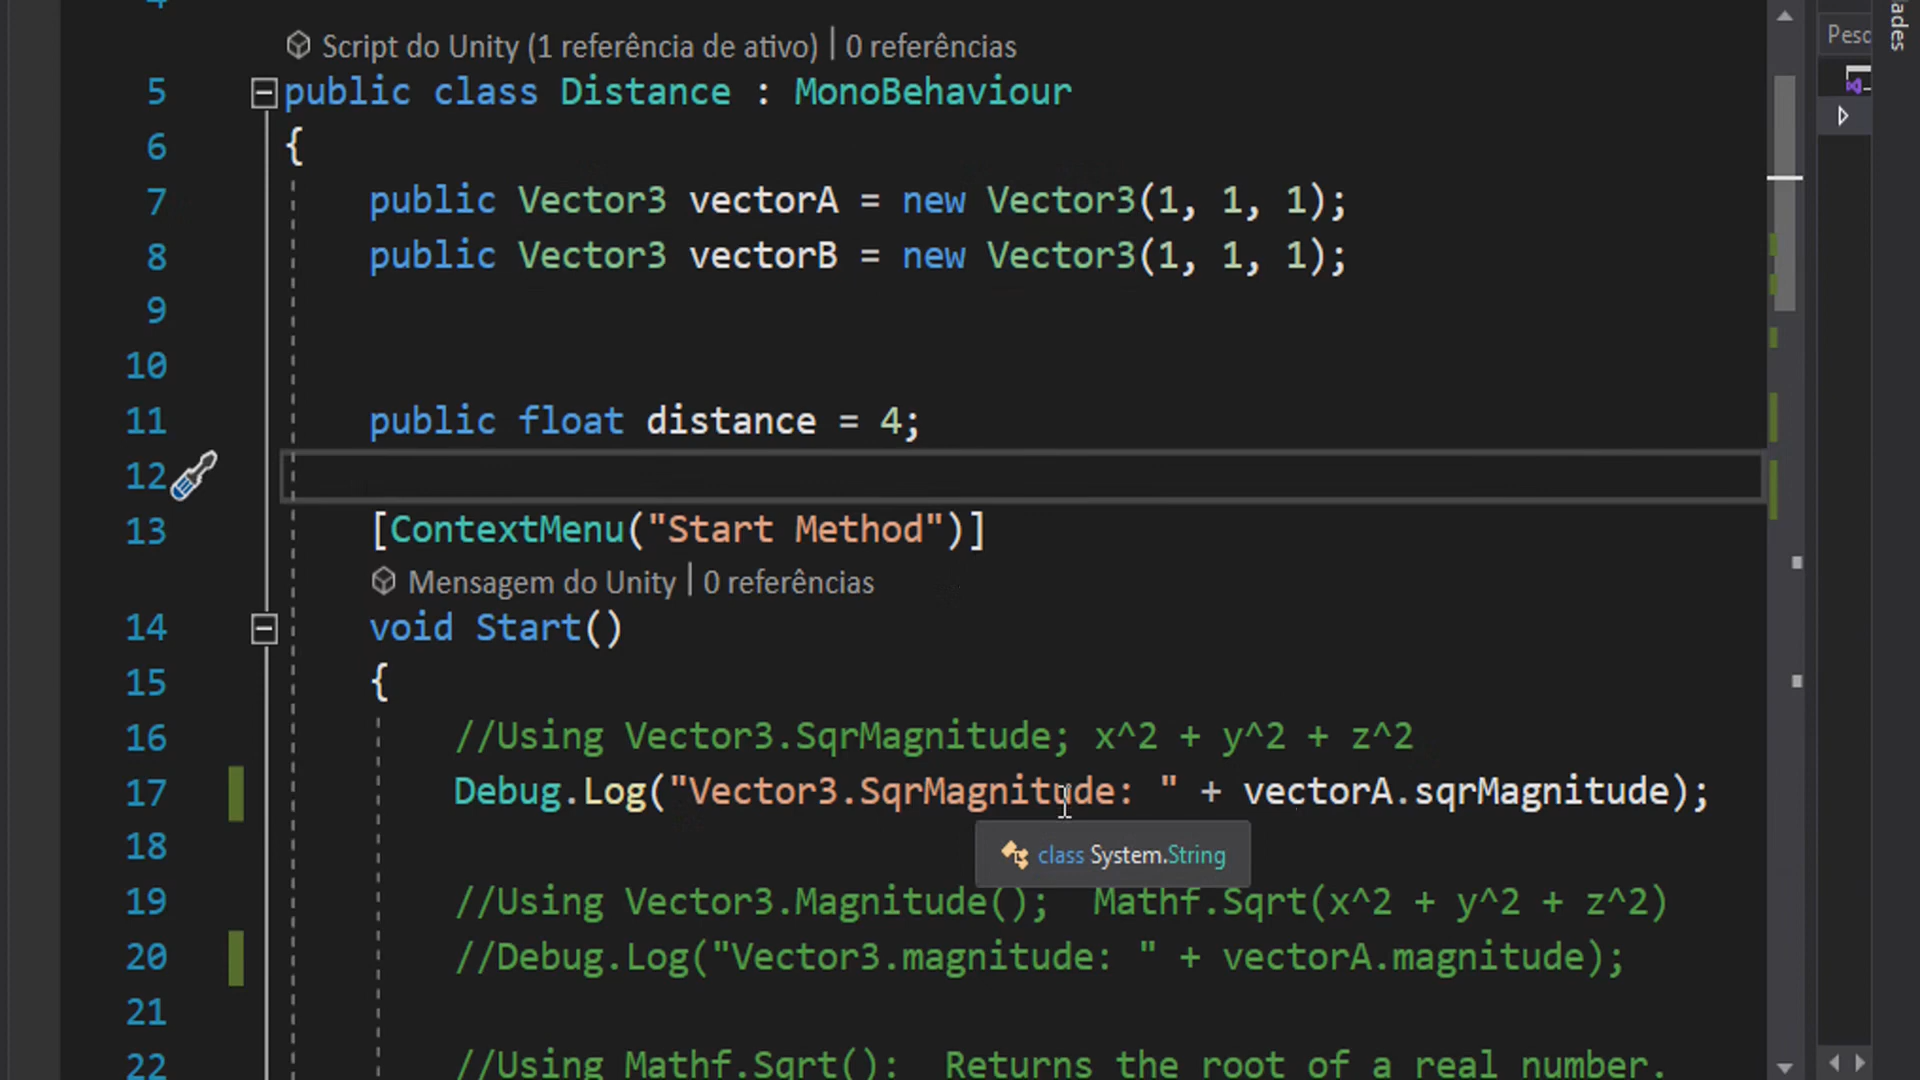 Script do Unity (1 referência de ativo) | 0 referências
5 public class Distance : MonoBehaviour
6 {
7 public Vector3 vectorA = new Vector3(1, 1, 1);
8 public Vector3 vectorB = new Vector3(1, 1, 1);
9
10
11 public float distance = 4;
12
13 [ContextMenu("Start Method")]
Mensagem do Unity | 0 referências
14 void Start()
15 {
16 //Using Vector3.SqrMagnitude; x^2 + y^2 + z^2
17 Debug.Log("Vector3.SqrMagnitude: " + vectorA.sqrMagnitude);
18
class System.String
19 //Using Vector3.Magnitude(); Mathf.Sqrt(x^2 + y^2 + z^2)
20 //Debug.Log("Vector3.magnitude: " + vectorA.magnitude);
21
22 //Using Mathf.Sqrt(): Returns the root of a real number.
Pesq
ades